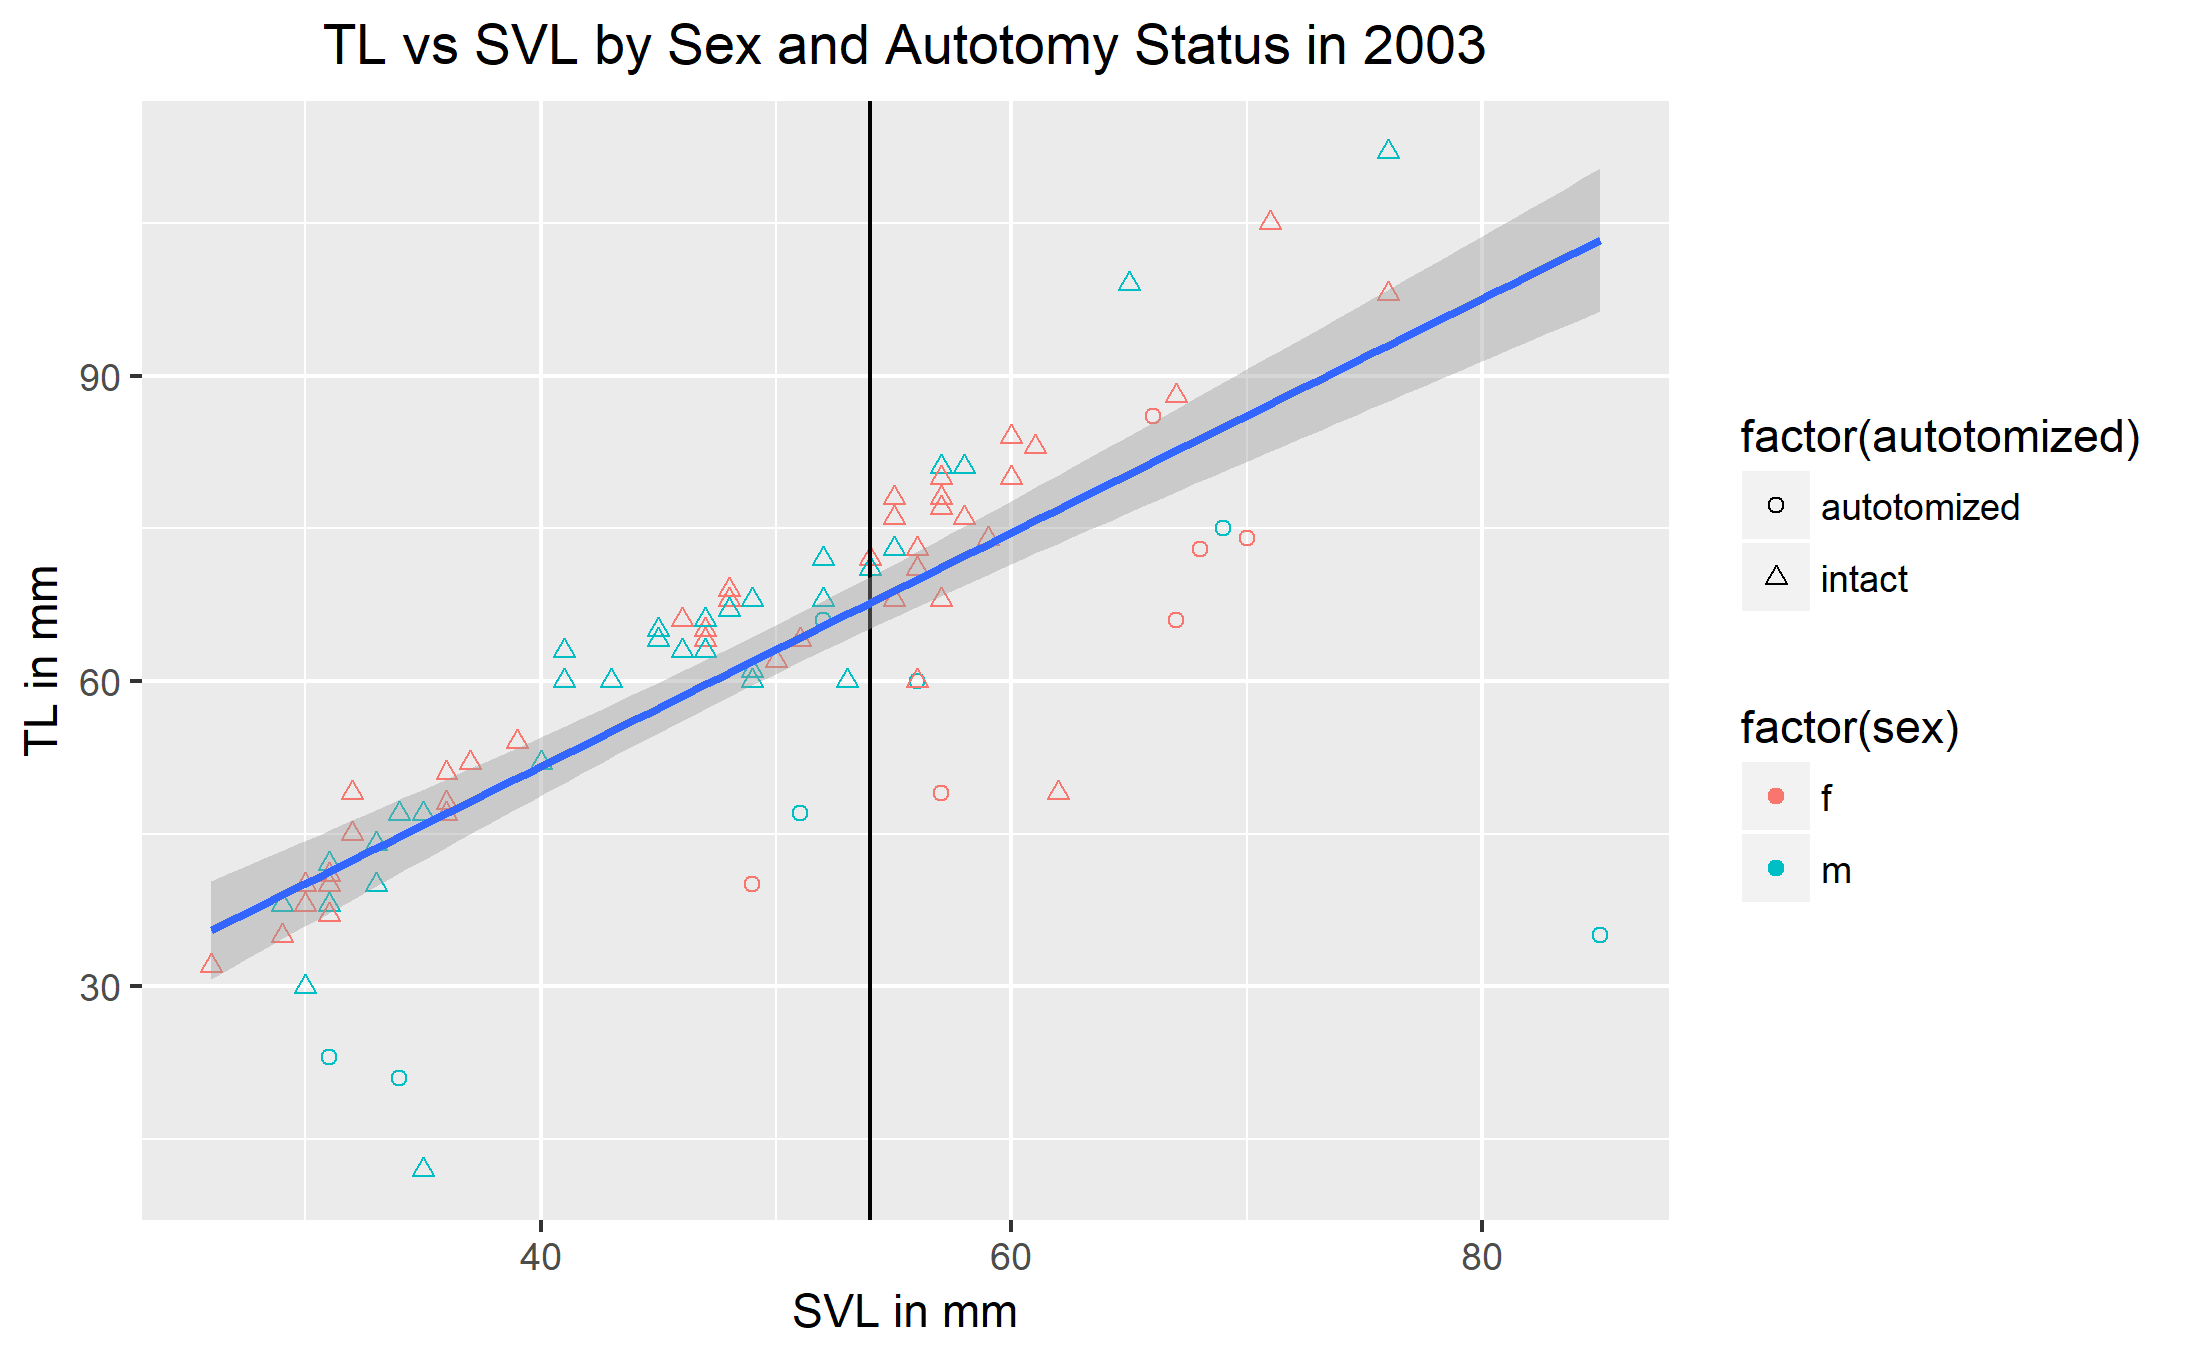 TL vs SVL by Sex and Autotomy Status in 2003
TL in mm
90
60
30
40
60
80
SVL in mm
factor(autotomized)
autotomized
intact
factor(sex)
f
m